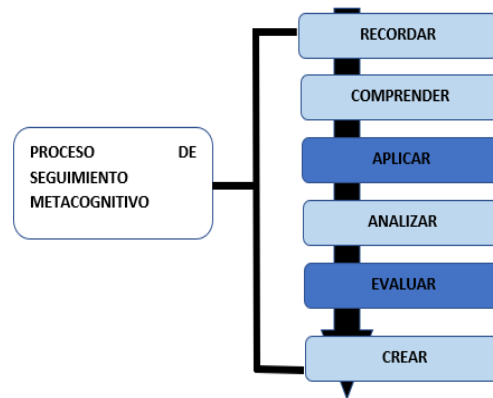 PROCESO DE
SEGUIMIENTO
METACOGNITIVO
RECORDAR
COMPRENDER
APLICAR
ANALIZAR
EVALUAR
CREAR